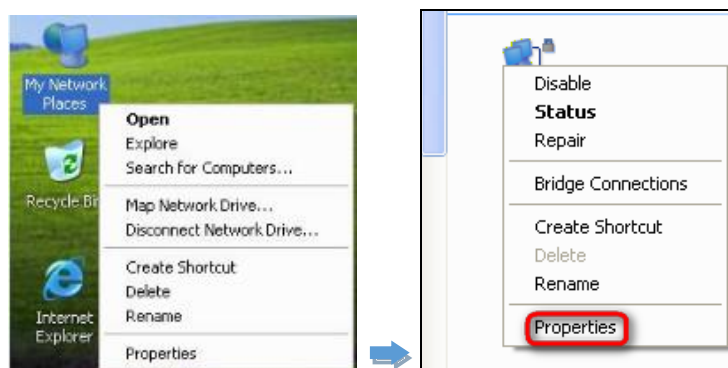 My Network
Places
Recycle Bin
Internet
Explorer
Open
Explore
Search for Computers...
Map Network Drive...
Disconnect Network Drive...
Create Shortcut
Delete
Rename
Properties
Disable
Status
Repair
Bridge Connections
Create Shortcut
Delete
Rename
Properties